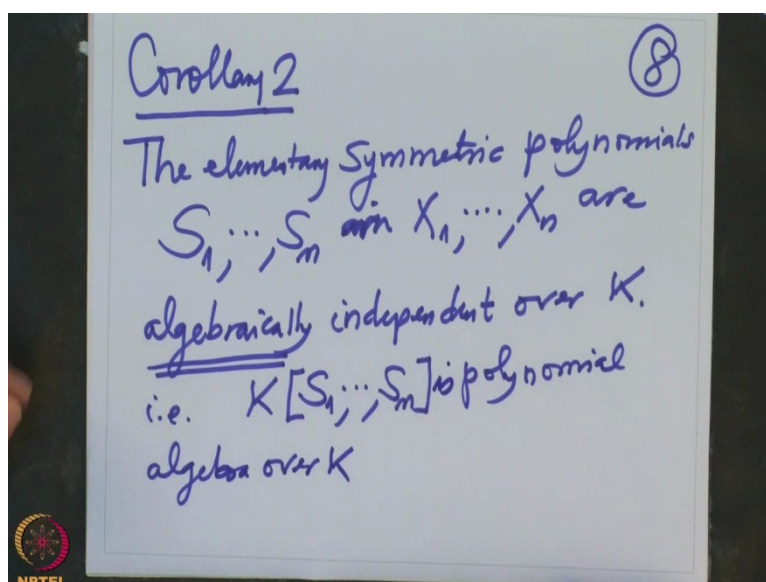 Corollary 2
⑧
The elementary symmetric polynomials
S₁, ⋯, Sₙ in X₁, ⋯, Xₙ are
algebraically independent over K.
i.e. K[S₁, ⋯, Sₙ] is polynomial
algebra over K
NPTEL